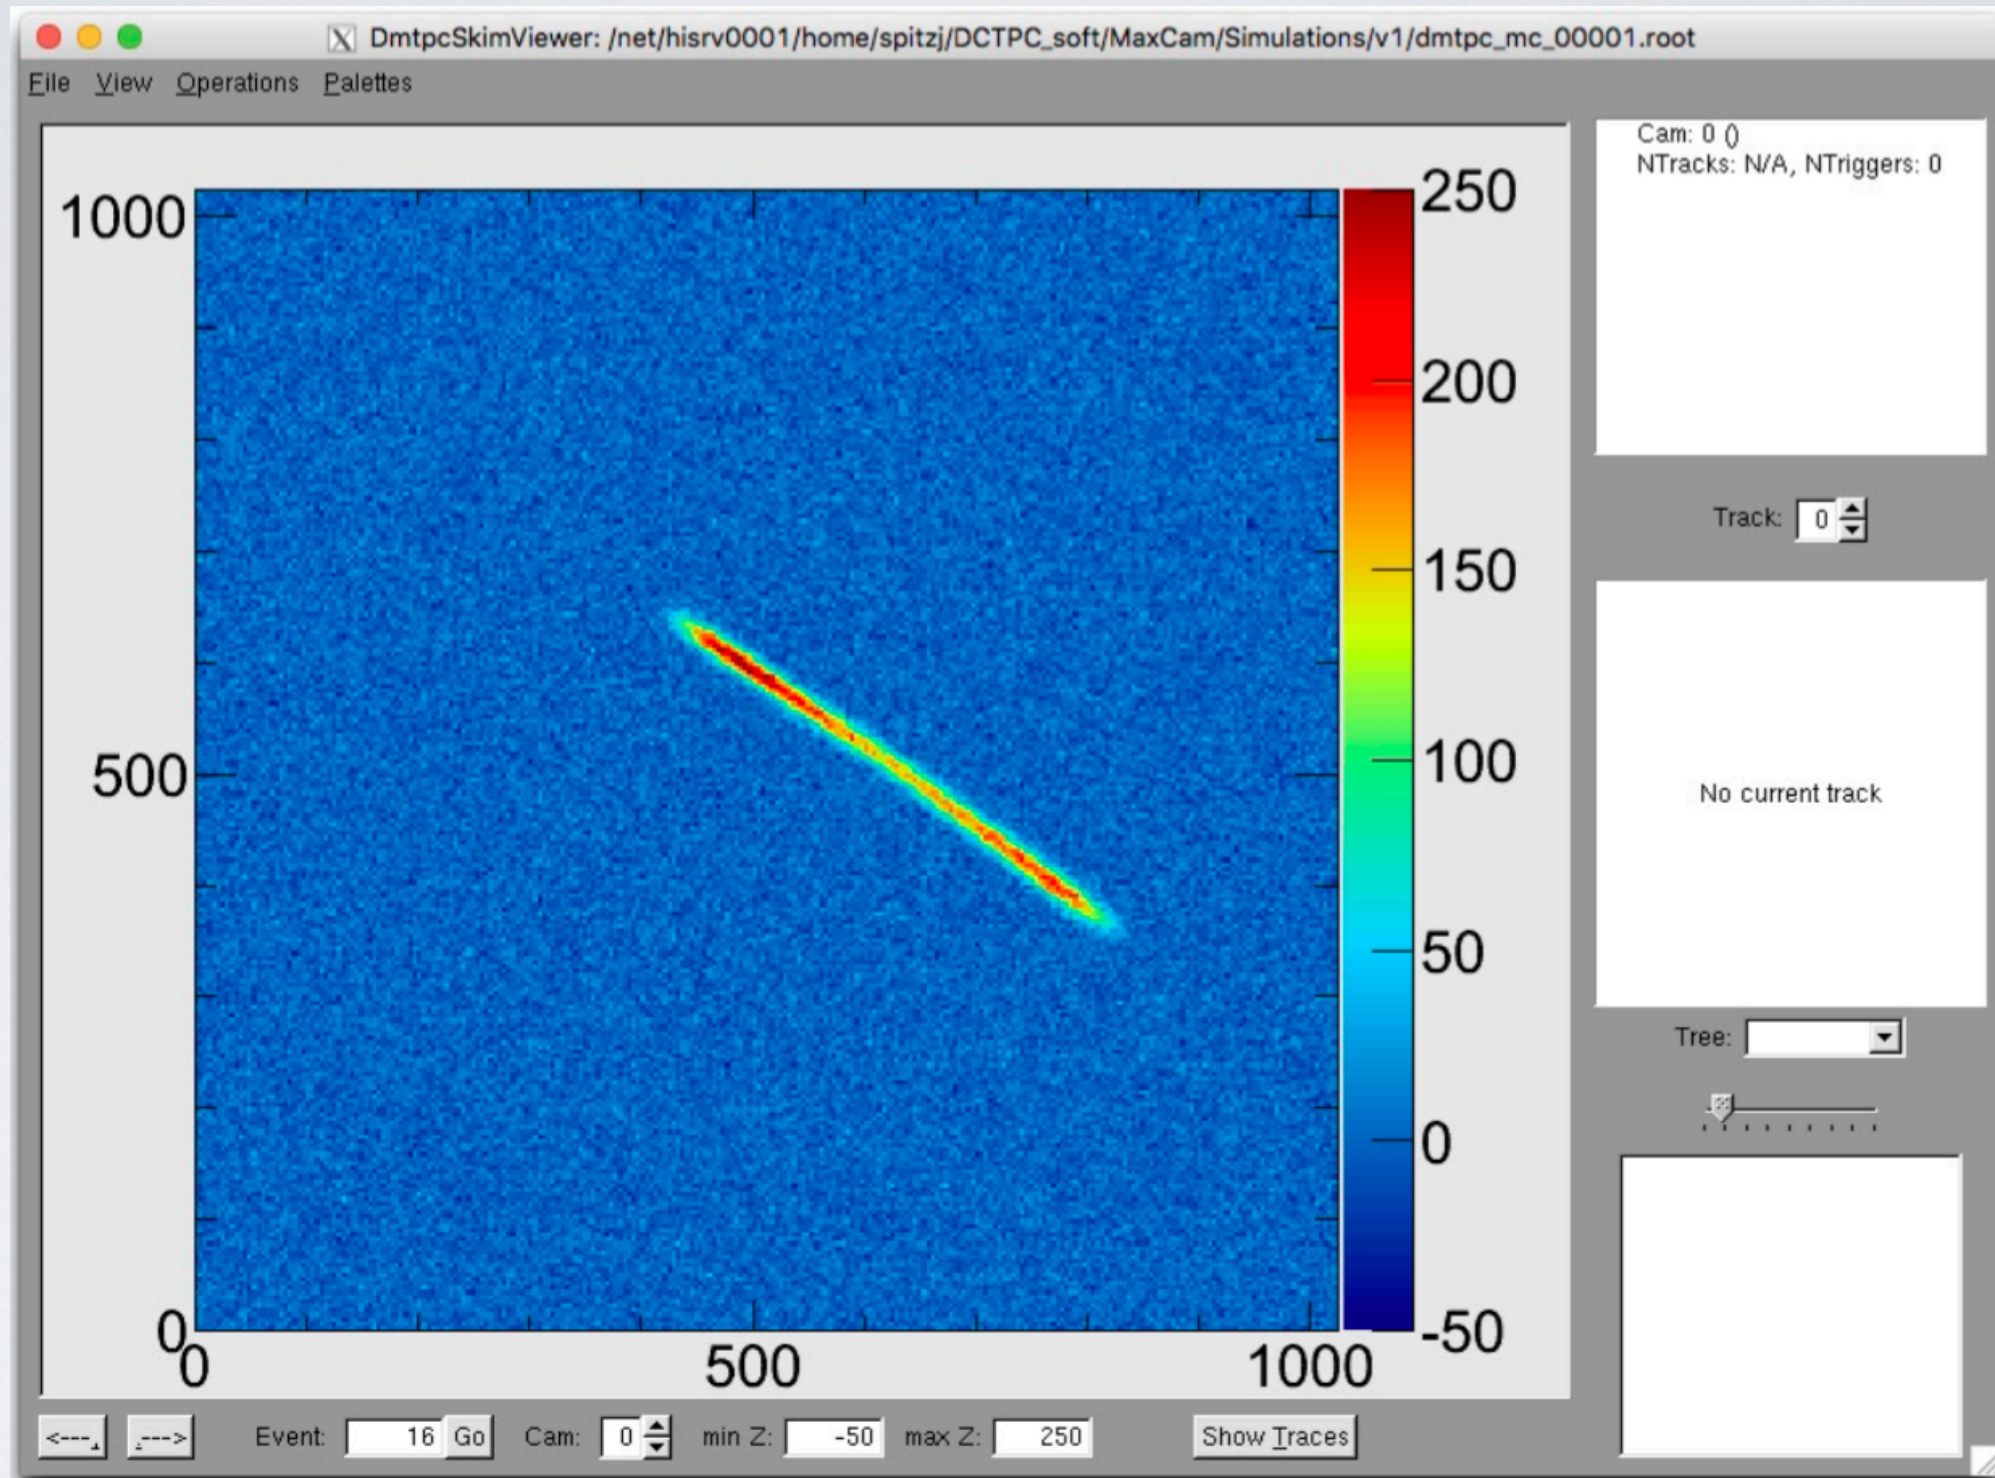 DmtpcSkimViewer: /net/hisrv0001/home/spitzj/DCTPC_soft/MaxCam/Simulations/v1/dmtpc_mc_00001.root
File View Operations Palettes
Cam: 0 ()
NTracks: N/A, NTriggers: 0
Track: 0
No current track
Tree:
1000
500
0
0 500 1000
250
200
150
100
50
0
-50
<---. .---> Event: 16 Go Cam: 0 min Z: -50 max Z: 250 Show Traces